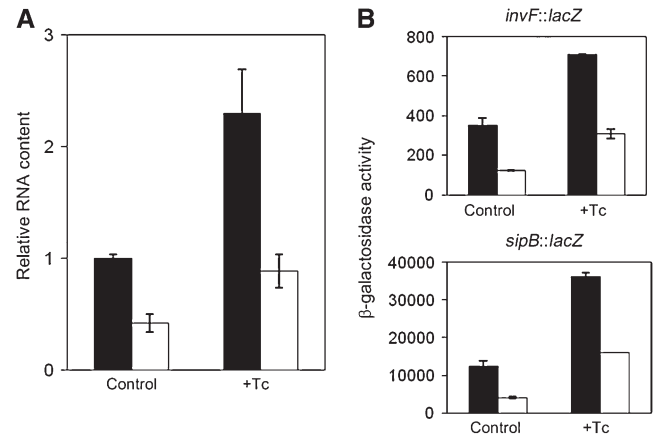 A
Relative RNA content
3
2
1
0
Control +Tc
B
β-galactosidase activity
invF::lacZ
800
600
400
200
0
Control +Tc
sipB::lacZ
40000
30000
20000
10000
0
Control +Tc